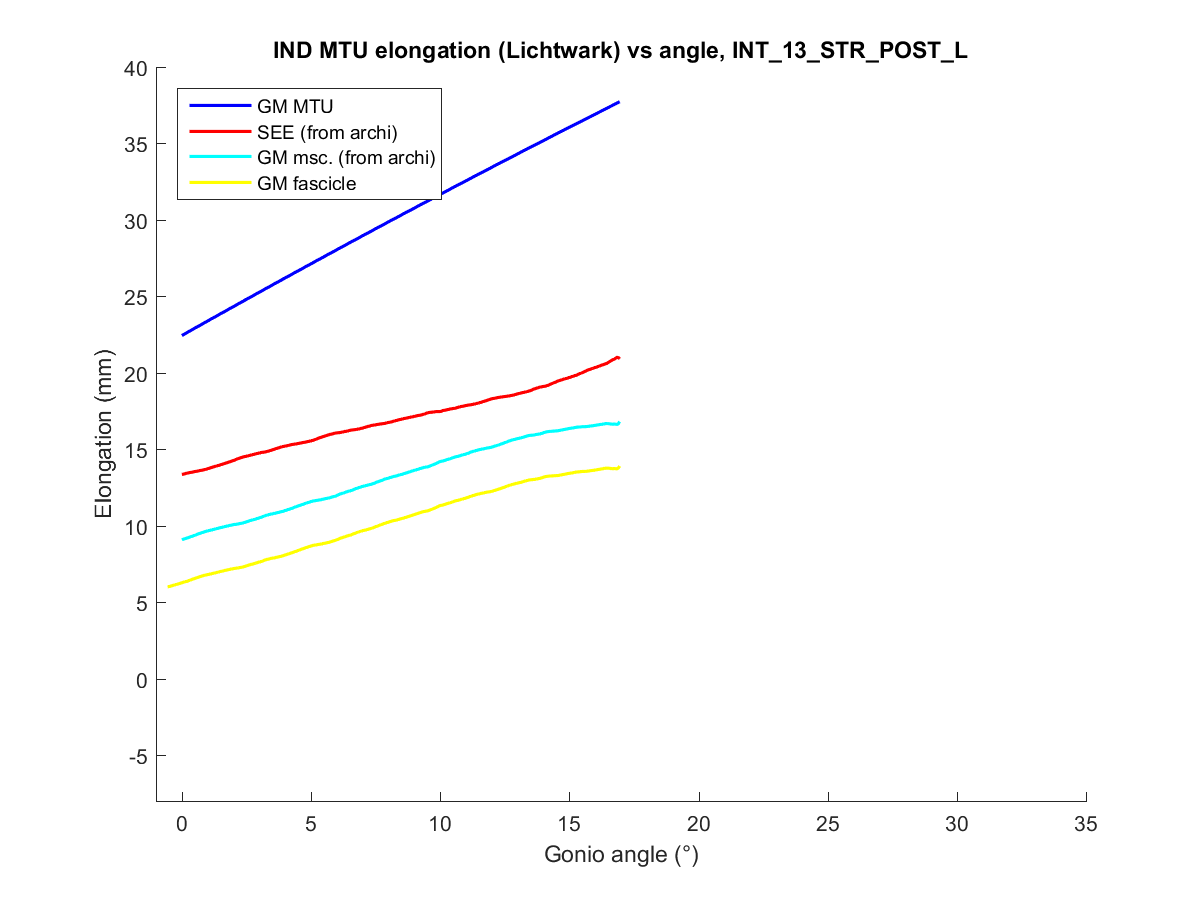 IND MTU elongation (Lichtwark) vs angle, INT_13_STR_POST_L
40
35
30
25
20
15
10
5
0
-5
Elongation (mm)
GM MTU
SEE (from archi)
GM msc. (from archi)
GM fascicle
0 5 10 15 20 25 30 35
Gonio angle (°)